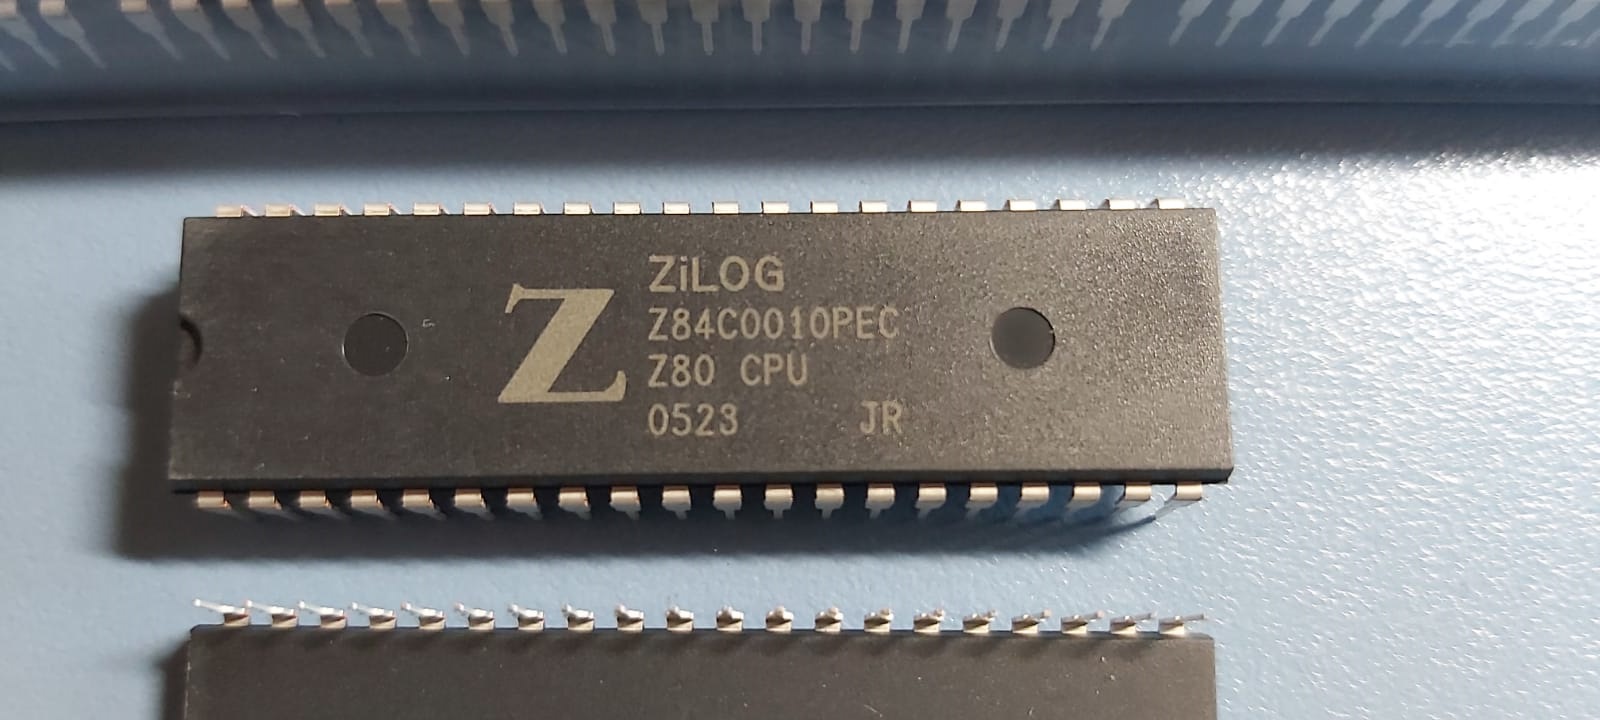 Z
ZiLOG
Z84C0010PEC
Z80 CPU
0523 JR